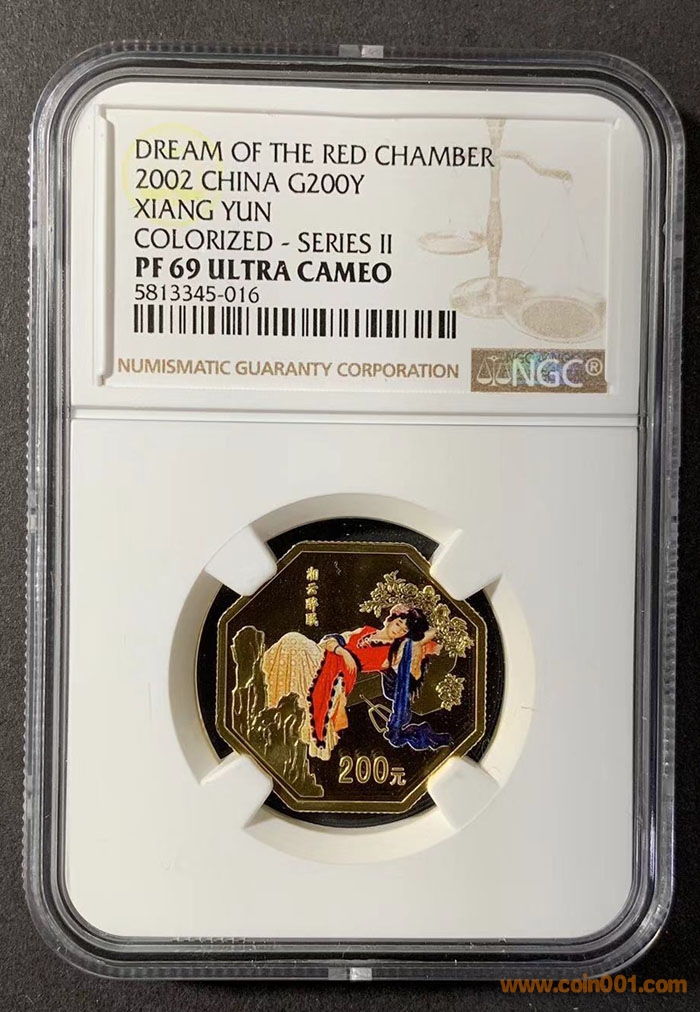 DREAM OF THE RED CHAMBER
2002 CHINA G200Y
XIANG YUN
COLORIZED - SERIES II
PF 69 ULTRA CAMEO
5813345-016
NUMISMATIC GUARANTY CORPORATION
NGC®
湘云醉眠
200元
www.coin001.com